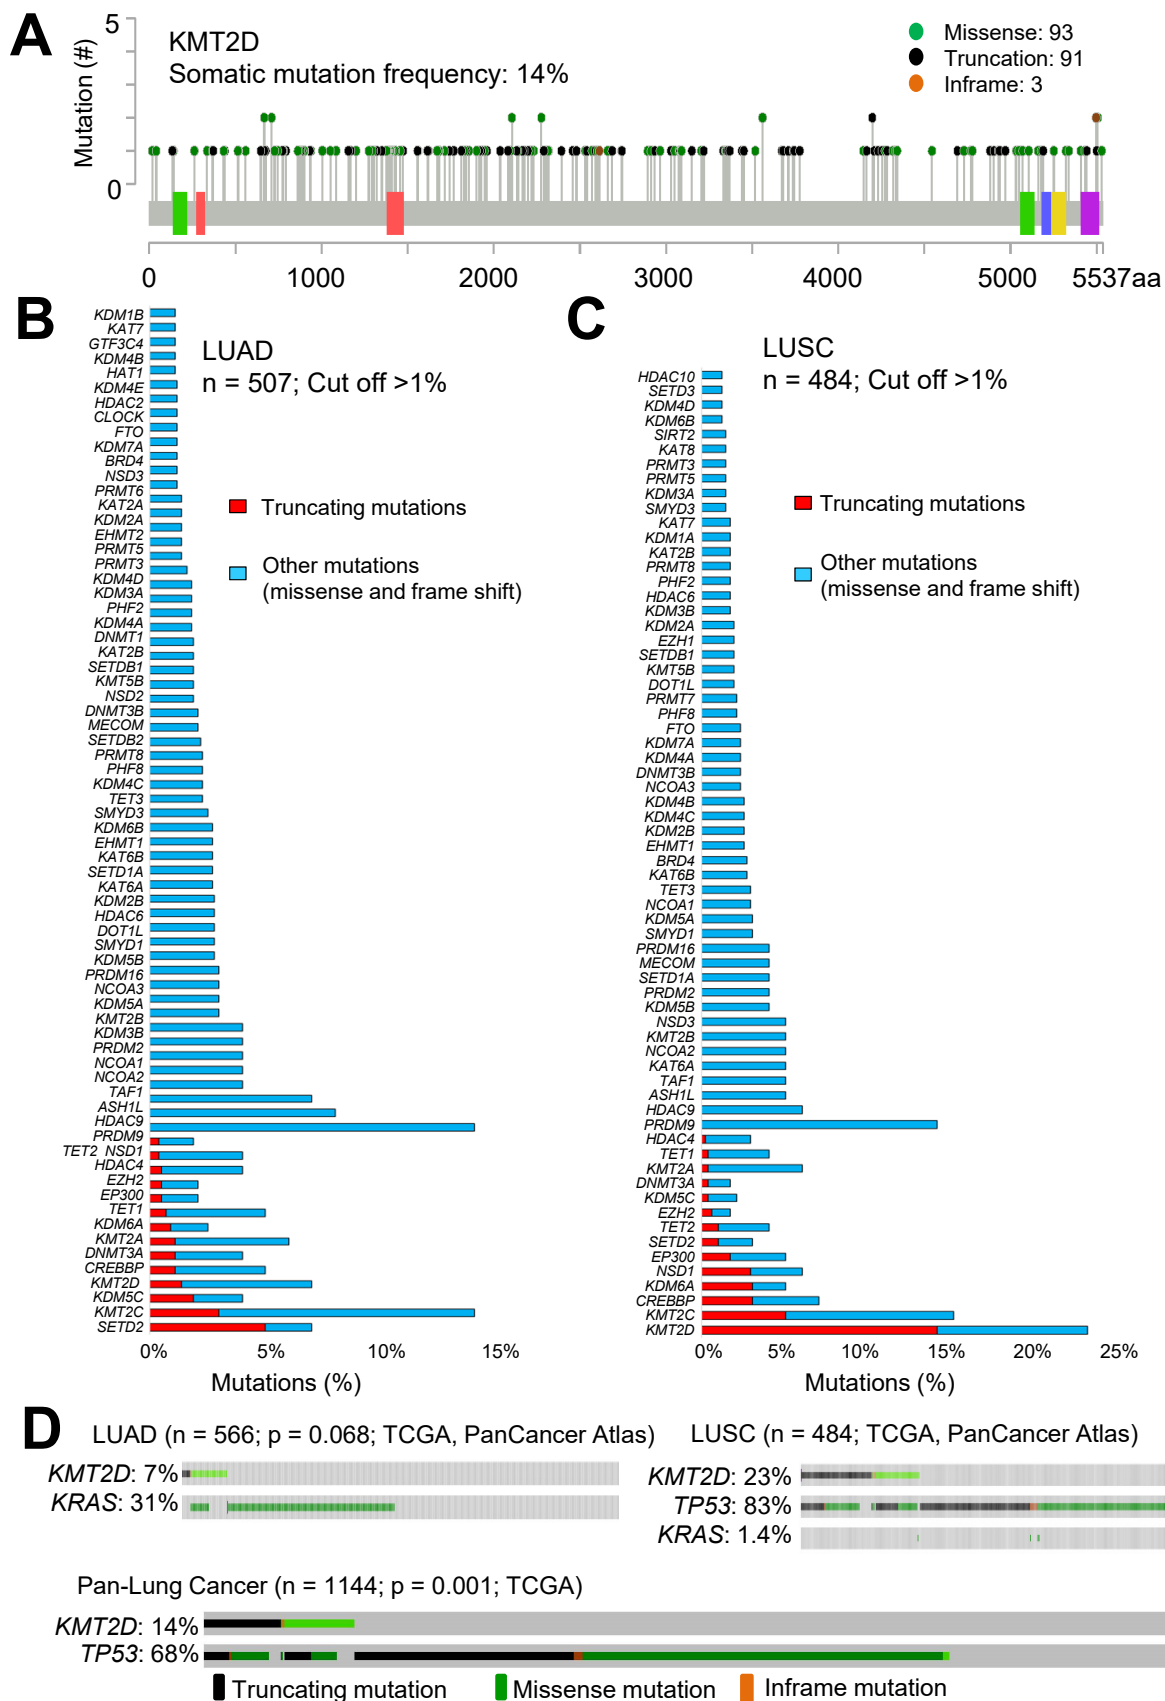 A
Mutation (#)
5
0
KMT2D
Somatic mutation frequency: 14%
Missense: 93
Truncation: 91
Inframe: 3
0 1000 2000 3000 4000 5000 5537aa
B
LUAD
n = 507; Cut off >1%
Truncating mutations
Other mutations
(missense and frame shift)
KDM1B
KAT7
GTF3C4
KDM4B
HAT1
KDM4E
HDAC2
CLOCK
FTO
KDM7A
BRD4
NSD3
PRMT6
KAT2A
KDM2A
EHMT2
PRMT5
PRMT3
KDM4D
KDM3A
PHF2
KDM4A
DNMT1
KAT2B
SETDB1
KMT5B
NSD2
DNMT3B
MECOM
SETDB2
PRMT8
PHF8
KDM4C
TET3
SMYD3
KDM6B
EHMT1
KAT6B
SETD1A
KAT6A
KDM2B
HDAC6
DOT1L
SMYD1
KDM5B
PRDM16
NCOA3
KDM5A
KMT2B
KDM3B
PRDM2
NCOA1
NCOA2
TAF1
ASH1L
HDAC9
PRDM9
TET2 NSD1
HDAC4
EZH2
EP300
TET1
KDM6A
KMT2A
DNMT3A
CREBBP
KMT2D
KDM5C
KMT2C
SETD2
0% 5% 10% 15%
Mutations (%)
C
LUSC
n = 484; Cut off >1%
Truncating mutations
Other mutations
(missense and frame shift)
HDAC10
SETD3
KDM4D
KDM6B
SIRT2
KAT8
PRMT3
PRMT5
KDM3A
SMYD3
KAT7
KDM1A
KAT2B
PRMT8
PHF2
HDAC6
KDM3B
KDM2A
EZH1
SETDB1
KMT5B
DOT1L
PRMT7
PHF8
FTO
KDM7A
KDM4A
DNMT3B
NCOA3
KDM4B
KDM4C
KDM2B
EHMT1
BRD4
KAT6B
TET3
NCOA1
KDM5A
SMYD1
PRDM16
MECOM
SETD1A
PRDM2
KDM5B
NSD3
KMT2B
NCOA2
KAT6A
TAF1
ASH1L
HDAC9
PRDM9
HDAC4
TET1
KMT2A
DNMT3A
KDM5C
EZH2
TET2
SETD2
EP300
NSD1
KDM6A
CREBBP
KMT2C
KMT2D
0% 5% 10% 15% 20% 25%
Mutations (%)
D
LUAD (n = 566; p = 0.068; TCGA, PanCancer Atlas)
KMT2D: 7%
KRAS: 31%
LUSC (n = 484; TCGA, PanCancer Atlas)
KMT2D: 23%
TP53: 83%
KRAS: 1.4%
Pan-Lung Cancer (n = 1144; p = 0.001; TCGA)
KMT2D: 14%
TP53: 68%
Truncating mutation Missense mutation Inframe mutation